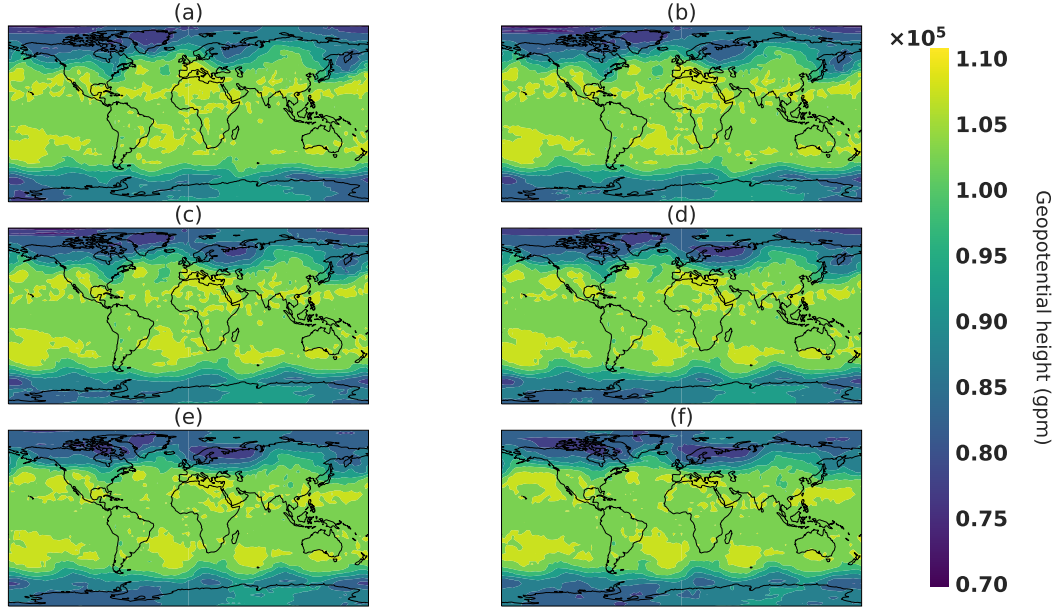 (a)
(b)
(c)
(d)
(e)
(f)
×10⁵
1.10
1.05
1.00
0.95
0.90
0.85
0.80
0.75
0.70
Geopotential height (gpm)